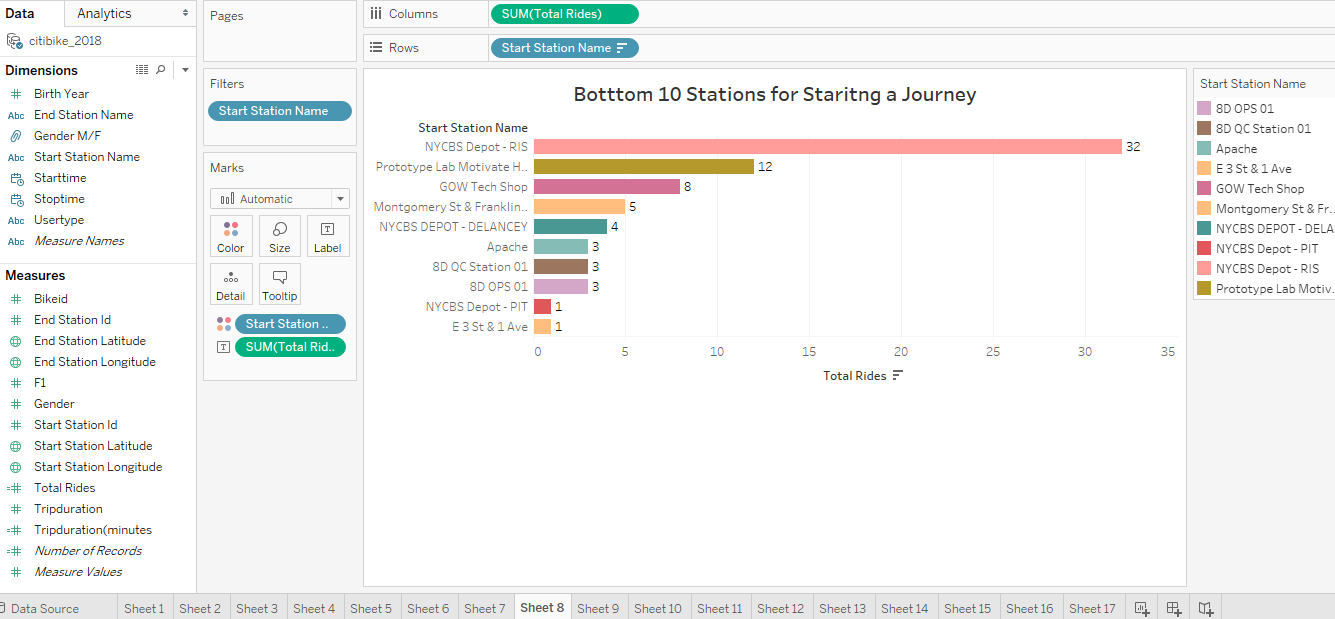 Data
Analytics
citibike_2018
Dimensions
Birth Year
Abc End Station Name
Gender M/F
Abc Start Station Name
Starttime
Stoptime
Abc Usertype
Abc Measure Names
Measures
Bikeid
End Station Id
End Station Latitude
End Station Longitude
F1
Gender
Start Station Id
Start Station Latitude
Start Station Longitude
Total Rides
Tripduration
Tripduration(minutes
Number of Records
Measure Values
Pages
Filters
Start Station Name
Marks
Automatic
Color Size Label
Detail Tooltip
Start Station ..
SUM(Total Rid..
Columns SUM(Total Rides)
Rows Start Station Name
Botttom 10 Stations for Staritng a Journey
Start Station Name
NYCBS Depot - RIS 32
Prototype Lab Motivate H.. 12
GOW Tech Shop 8
Montgomery St & Franklin.. 5
NYCBS DEPOT - DELANCEY 4
Apache 3
8D QC Station 01 3
8D OPS 01 3
NYCBS Depot - PIT 1
E 3 St & 1 Ave 1
0 5 10 15 20 25 30 35
Total Rides
Start Station Name
8D OPS 01
8D QC Station 01
Apache
E 3 St & 1 Ave
GOW Tech Shop
Montgomery St & Fr..
NYCBS DEPOT - DELA
NYCBS Depot - PIT
NYCBS Depot - RIS
Prototype Lab Motiv.
Data Source Sheet 1 Sheet 2 Sheet 3 Sheet 4 Sheet 5 Sheet 6 Sheet 7 Sheet 8 Sheet 9 Sheet 10 Sheet 11 Sheet 12 Sheet 13 Sheet 14 Sheet 15 Sheet 16 Sheet 17